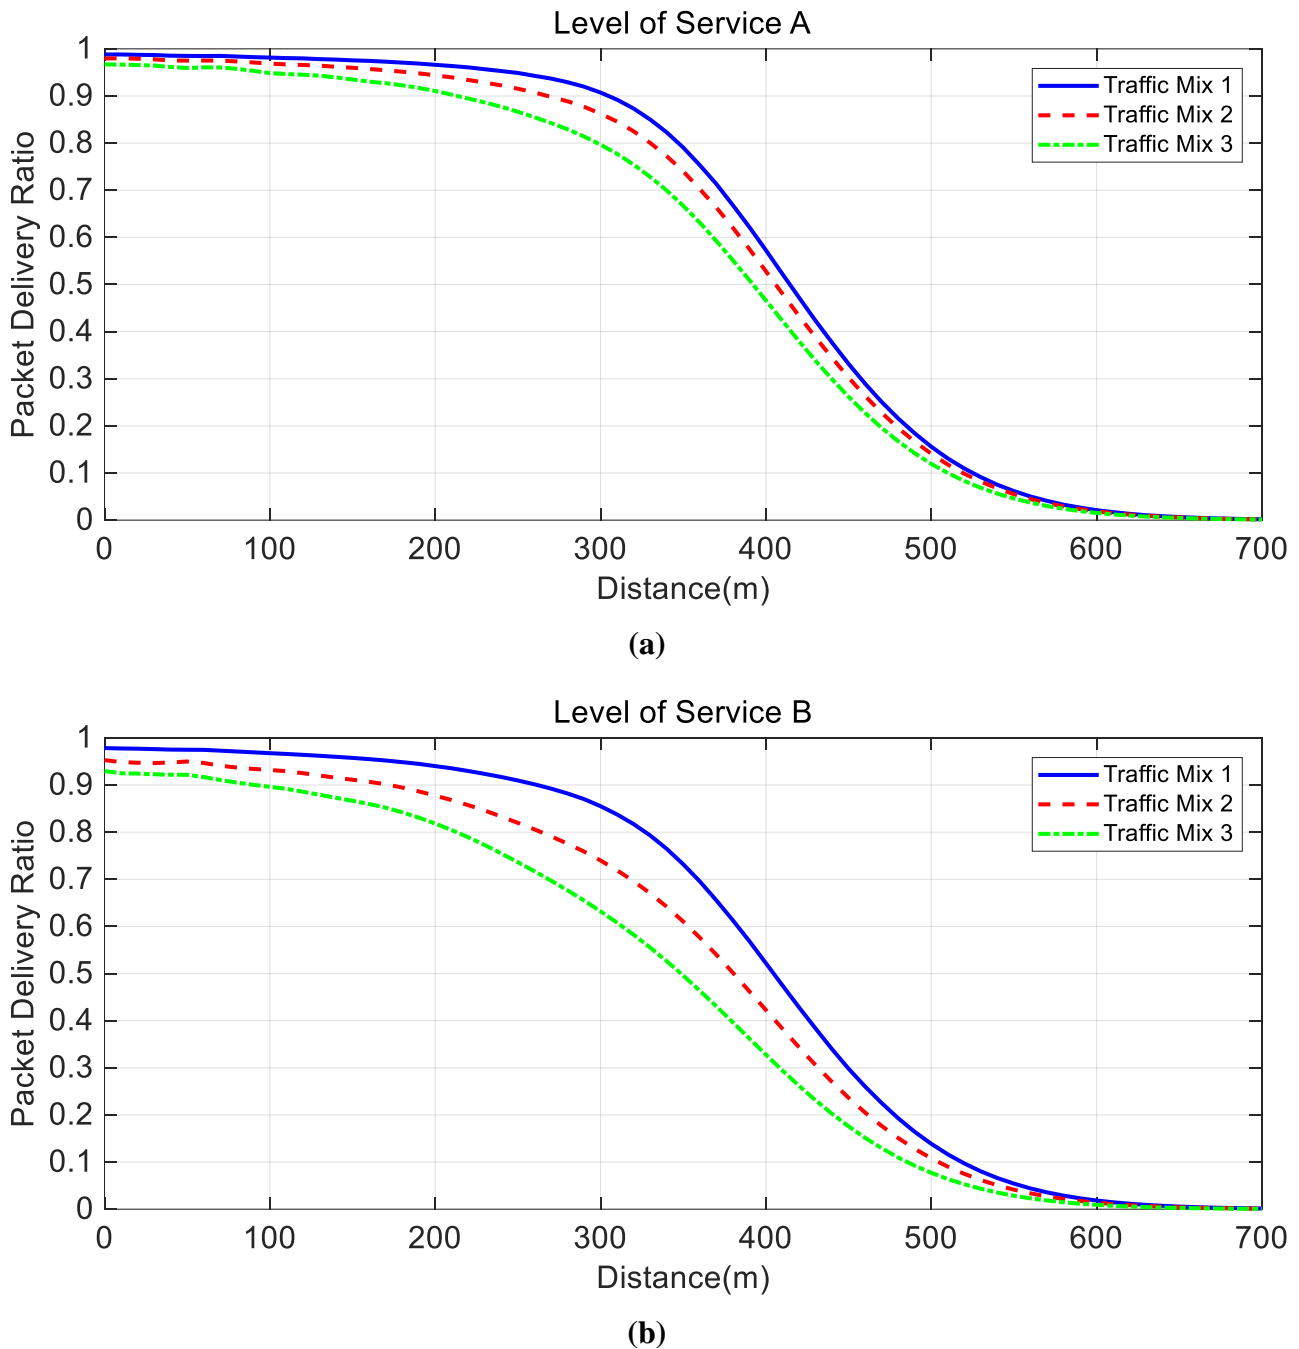 Level of Service A
1
0.9
0.8
0.7
0.6
0.5
0.4
0.3
0.2
0.1
0
Packet Delivery Ratio
Traffic Mix 1
Traffic Mix 2
Traffic Mix 3
0 100 200 300 400 500 600 700
Distance(m)
(a)
Level of Service B
1
0.9
0.8
0.7
0.6
0.5
0.4
0.3
0.2
0.1
0
Packet Delivery Ratio
Traffic Mix 1
Traffic Mix 2
Traffic Mix 3
0 100 200 300 400 500 600 700
Distance(m)
(b)